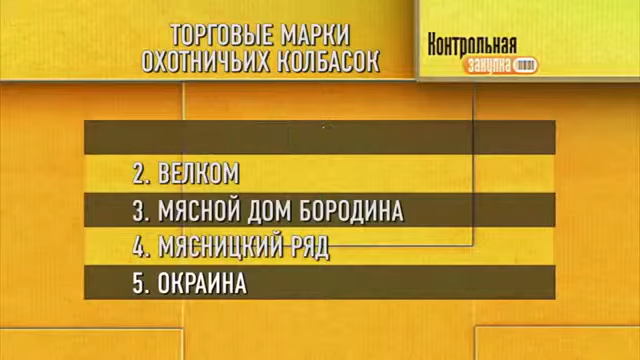 ТОРГОВЫЕ МАРКИ
ОХОТНИЧЬИХ КОЛБАСОК
Контрольная
закупка
2. ВЕЛКОМ
3. МЯСНОЙ ДОМ БОРОДИНА
4. МЯСНИЦКИЙ РЯД
5. ОКРАИНА